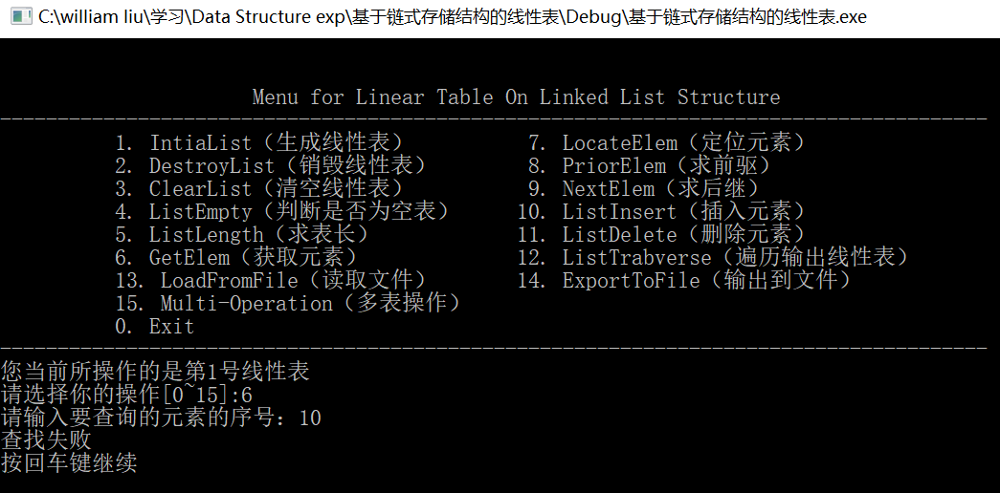 C:\william liu\学习\Data Structure exp\基于链式存储结构的线性表\Debug\基于链式存储结构的线性表.exe
Menu for Linear Table On Linked List Structure
1. IntiaList（生成线性表） 7. LocateElem（定位元素）
2. DestroyList（销毁线性表） 8. PriorElem（求前驱）
3. ClearList（清空线性表） 9. NextElem（求后继）
4. ListEmpty（判断是否为空表） 10. ListInsert（插入元素）
5. ListLength（求表长） 11. ListDelete（删除元素）
6. GetElem（获取元素） 12. ListTrabverse（遍历输出线性表）
13. LoadFromFile（读取文件） 14. ExportToFile（输出到文件）
15. Multi-Operation（多表操作）
0. Exit
您当前所操作的是第1号线性表
请选择你的操作[0~15]:6
请输入要查询的元素的序号：10
查找失败
按回车键继续